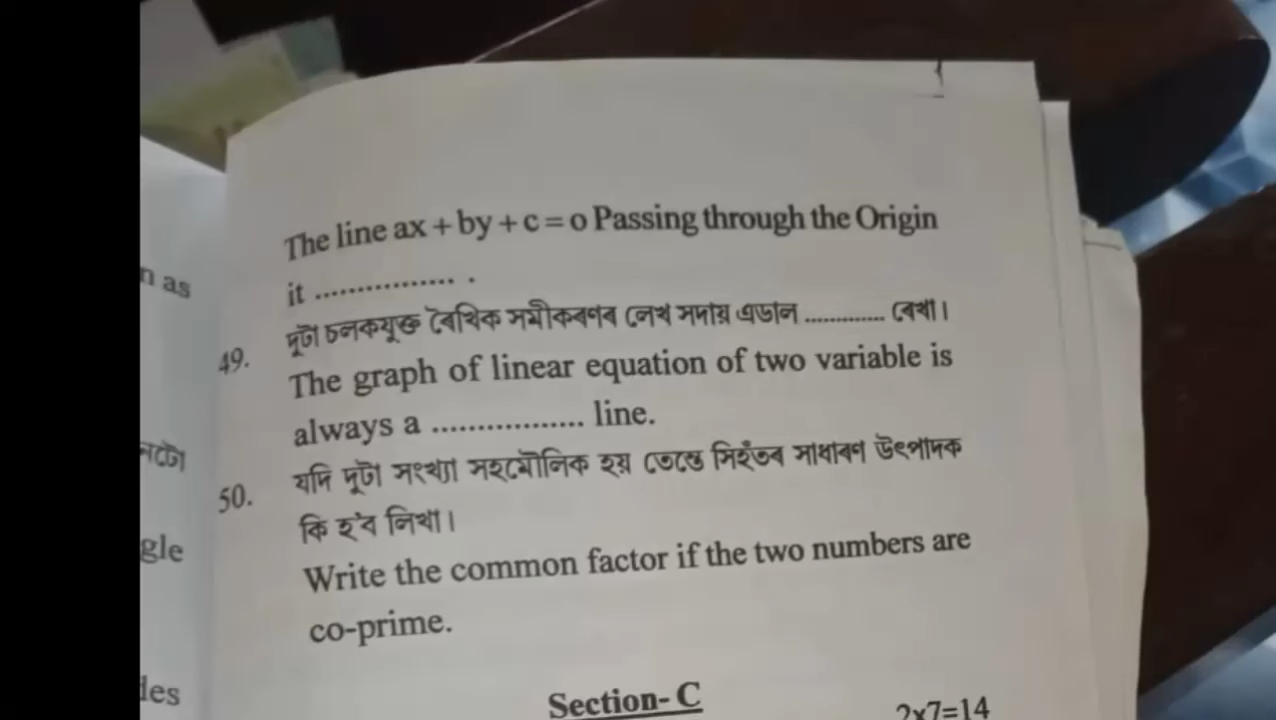 The line ax + by + c = o Passing through the Origin
it ................ .
49. দুটা চলকযুক্ত ৰৈখিক সমীকৰণৰ লেখ সদায় এডাল ............. ৰেখা।
The graph of linear equation of two variable is
always a ................. line.
50. যদি দুটা সংখ্যা সহমৌলিক হয় তেন্তে সিহঁতৰ সাধাৰণ উৎপাদক
কি হ'ব লিখা।
Write the common factor if the two numbers are
co-prime.
Section- C
2x7=14
n as
gle